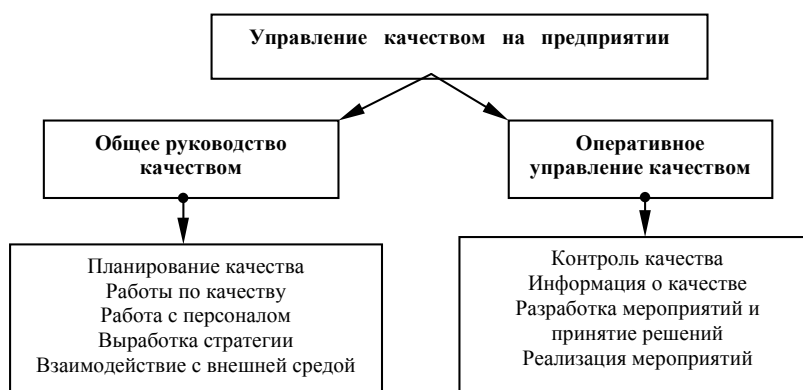 Управление качеством на предприятии
Общее руководство
качеством
Оперативное
управление качеством
Планирование качества
Работы по качеству
Работа с персоналом
Выработка стратегии
Взаимодействие с внешней средой
Контроль качества
Информация о качестве
Разработка мероприятий и
принятие решений
Реализация мероприятий